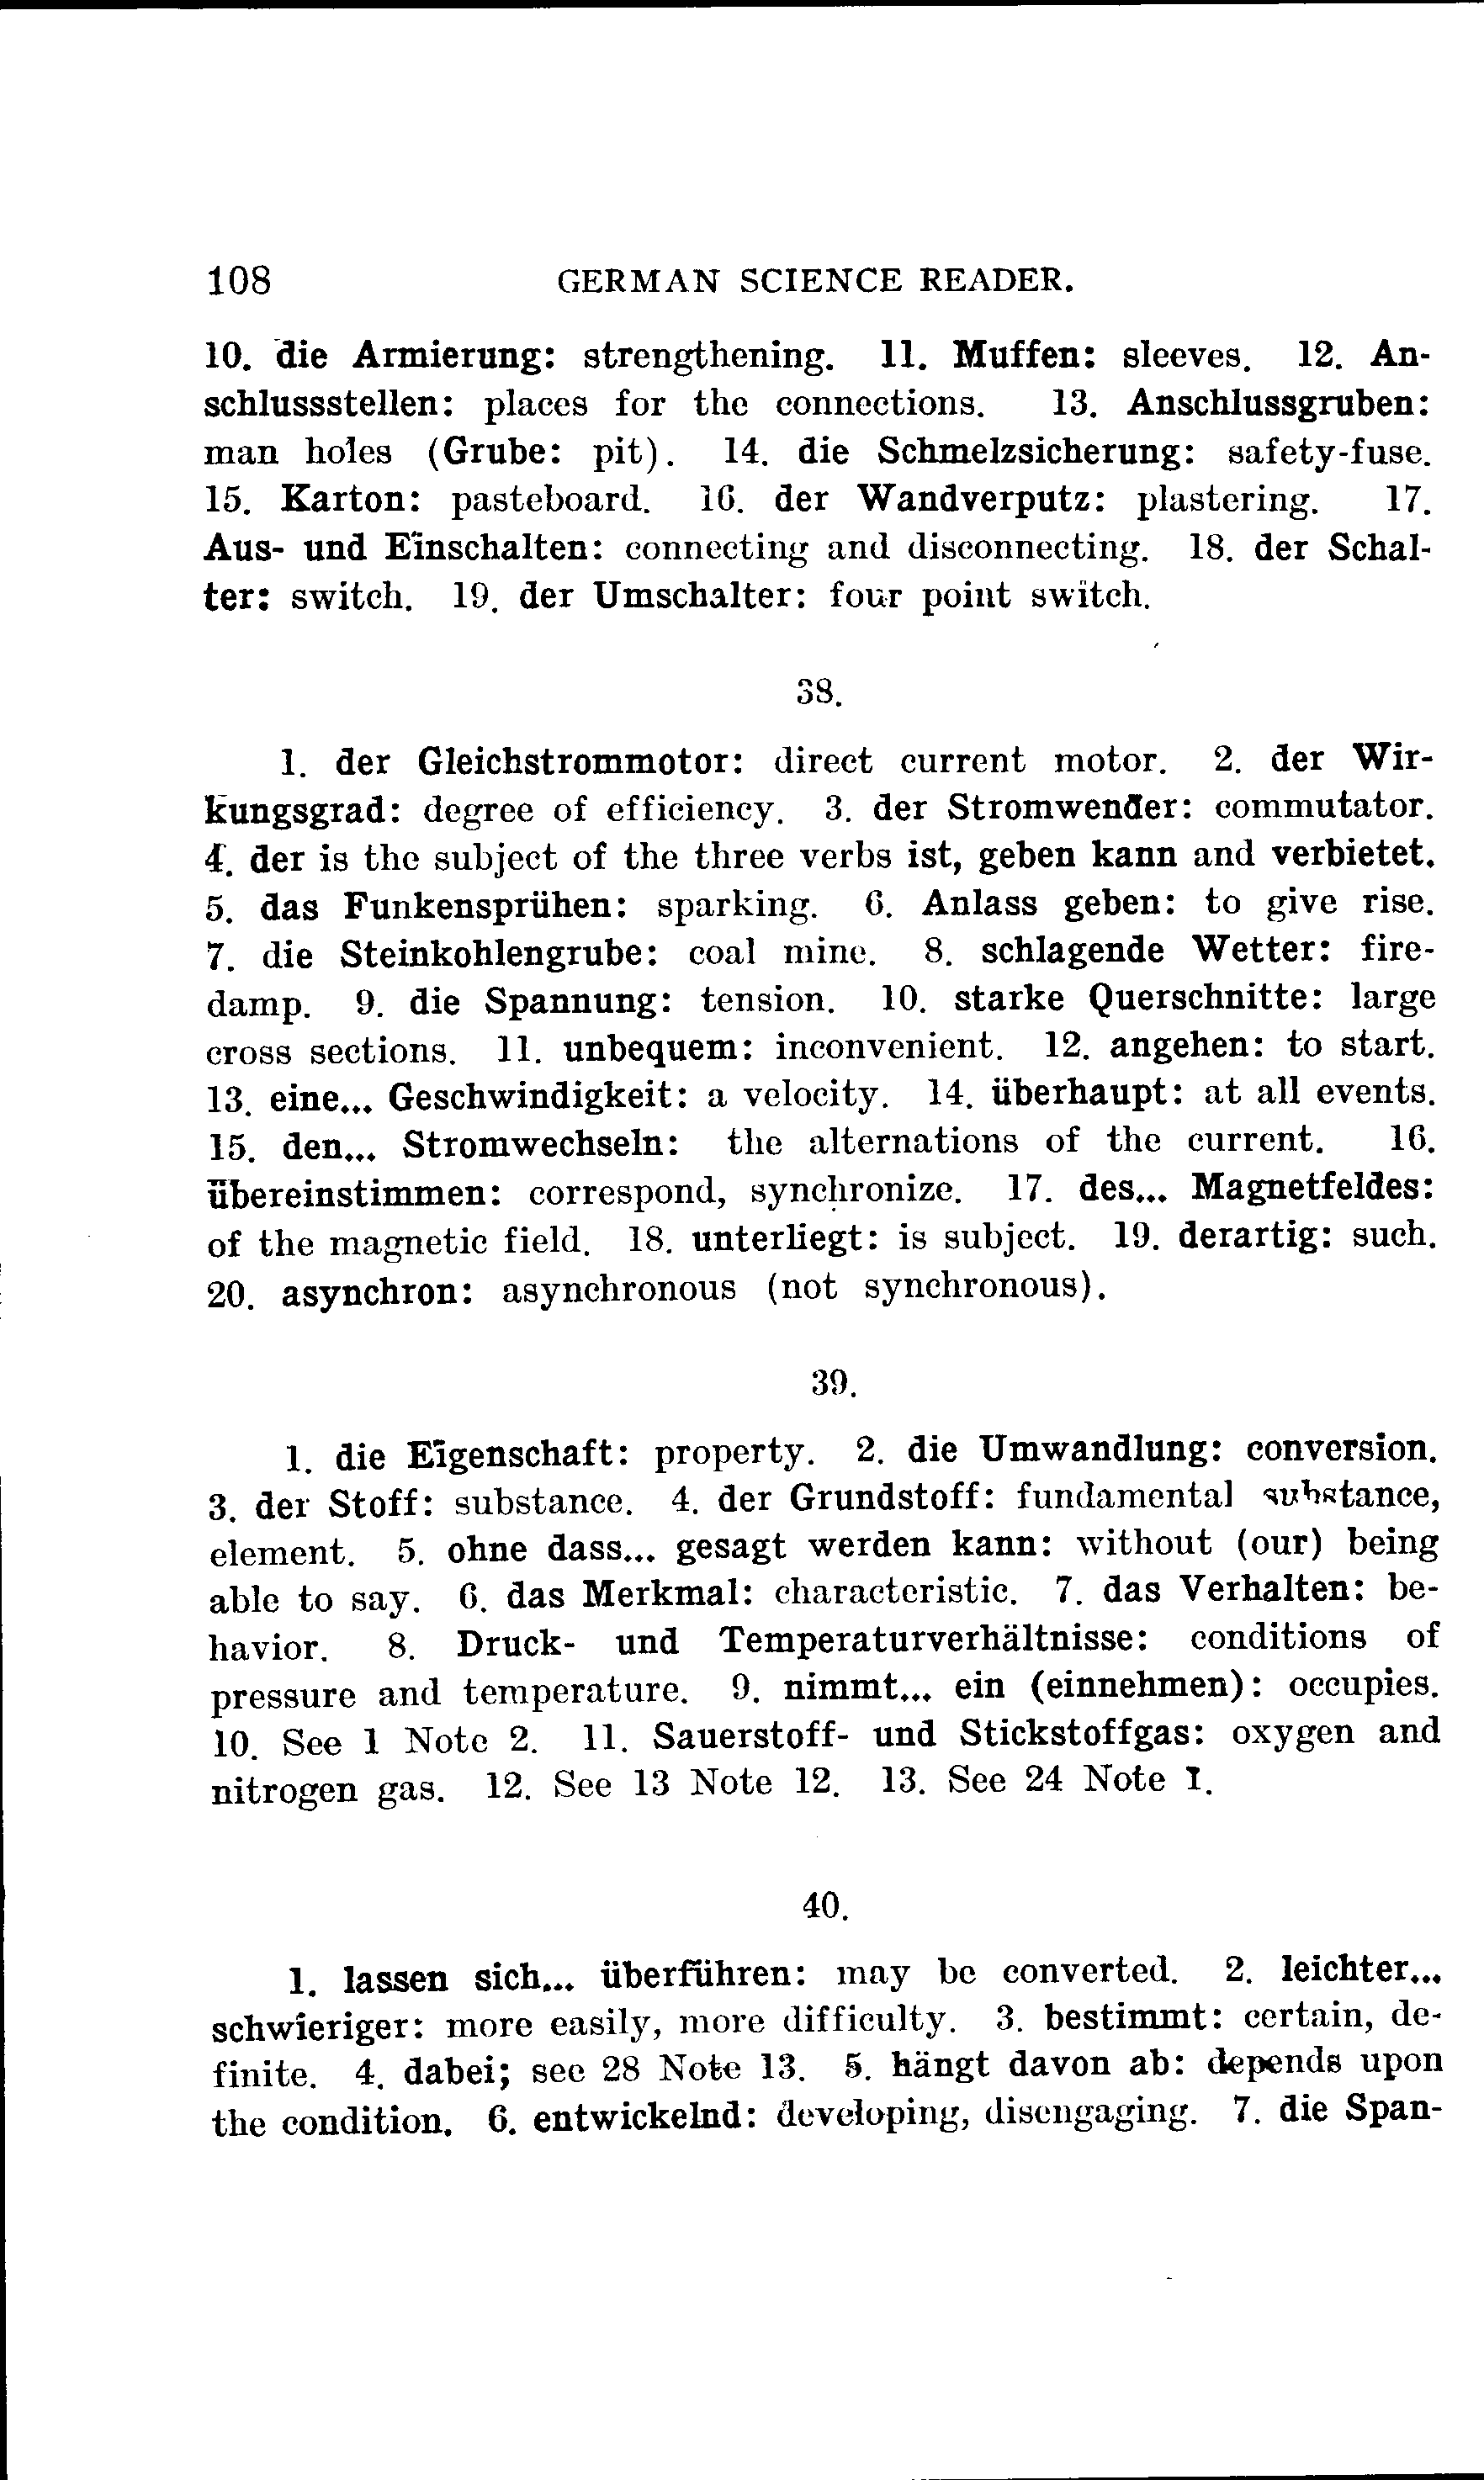 108 GERMAN SCIENCE READER.
10. die Armierung: strengthening. 11. Muffen: sleeves. 12. An-
schlussstellen: places for the connections. 13. Anschlussgruben:
man holes (Grube: pit). 14. die Schmelzsicherung: safety-fuse.
15. Karton: pasteboard. 16. der Wandverputz: plastering. 17.
Aus- und Einschalten: connecting and disconnecting. 18. der Schal-
ter: switch. 19. der Umschalter: four point switch.
38.
1. der Gleichstrommotor: direct current motor. 2. der Wir-
kungsgrad: degree of efficiency. 3. der Stromwender: commutator.
4. der is the subject of the three verbs ist, geben kann and verbietet.
5. das Funkensprühen: sparking. 6. Anlass geben: to give rise.
7. die Steinkohlengrube: coal mine. 8. schlagende Wetter: fire-
damp. 9. die Spannung: tension. 10. starke Querschnitte: large
cross sections. 11. unbequem: inconvenient. 12. angehen: to start.
13. eine... Geschwindigkeit: a velocity. 14. überhaupt: at all events.
15. den... Stromwechseln: the alternations of the current. 16.
übereinstimmen: correspond, synchronize. 17. des... Magnetfeldes:
of the magnetic field. 18. unterliegt: is subject. 19. derartig: such.
20. asynchron: asynchronous (not synchronous).
39.
1. die Eigenschaft: property. 2. die Umwandlung: conversion.
3. der Stoff: substance. 4. der Grundstoff: fundamental substance,
element. 5. ohne dass... gesagt werden kann: without (our) being
able to say. 6. das Merkmal: characteristic. 7. das Verhalten: be-
havior. 8. Druck- und Temperaturverhältnisse: conditions of
pressure and temperature. 9. nimmt... ein (einnehmen): occupies.
10. See 1 Note 2. 11. Sauerstoff- und Stickstoffgas: oxygen and
nitrogen gas. 12. See 13 Note 12. 13. See 24 Note 1.
40.
1. lassen sich... überführen: may be converted. 2. leichter...
schwieriger: more easily, more difficulty. 3. bestimmt: certain, de-
finite. 4. dabei; see 28 Note 13. 5. hängt davon ab: depends upon
the condition. 6. entwickelnd: developing, disengaging. 7. die Span-